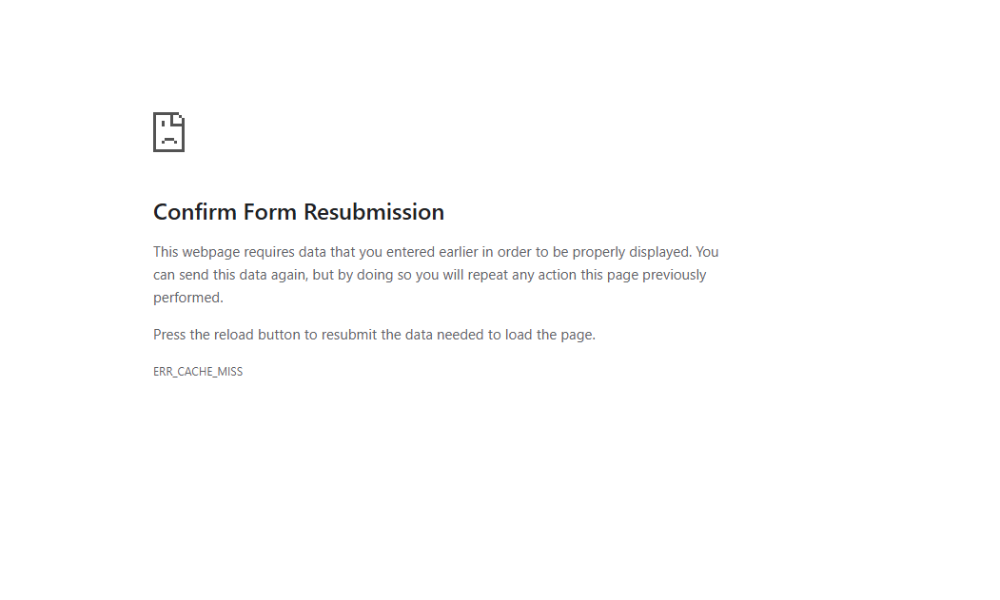 Confirm Form Resubmission
This webpage requires data that you entered earlier in order to be properly displayed. You
can send this data again, but by doing so you will repeat any action this page previously
performed.
Press the reload button to resubmit the data needed to load the page.
ERR_CACHE_MISS